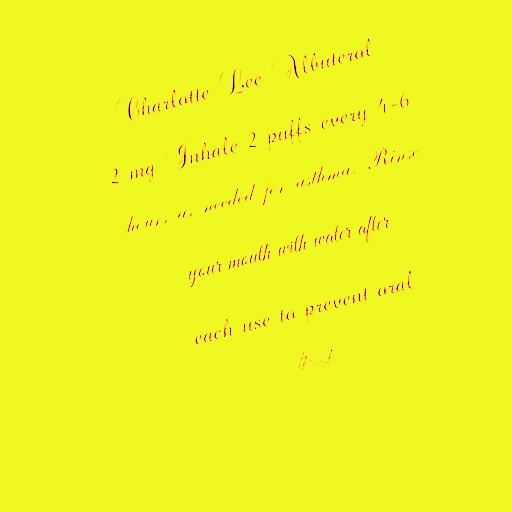 Charlotte Lee Albuterol
2 mg Inhale 2 puffs every 4-6
hours as needed for asthma. Rinse
your mouth with water after
each use to prevent oral